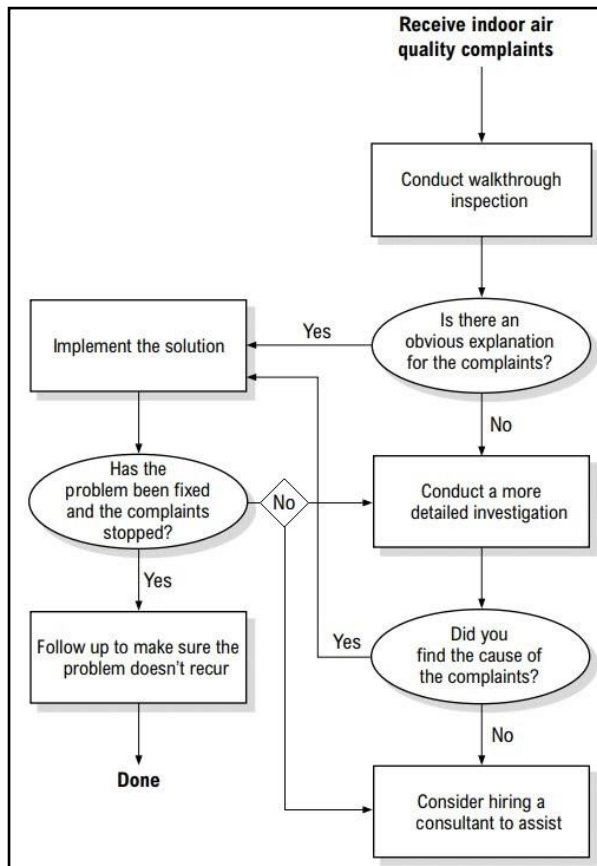 Receive indoor air
quality complaints
Conduct walkthrough
inspection
Is there an
obvious explanation
for the complaints?
Yes
Implement the solution
No
Has the
problem been fixed
and the complaints
stopped?
No
Conduct a more
detailed investigation
Yes
Follow up to make sure the
problem doesn't recur
Yes
Did you
find the cause of
the complaints?
No
Done
Consider hiring a
consultant to assist